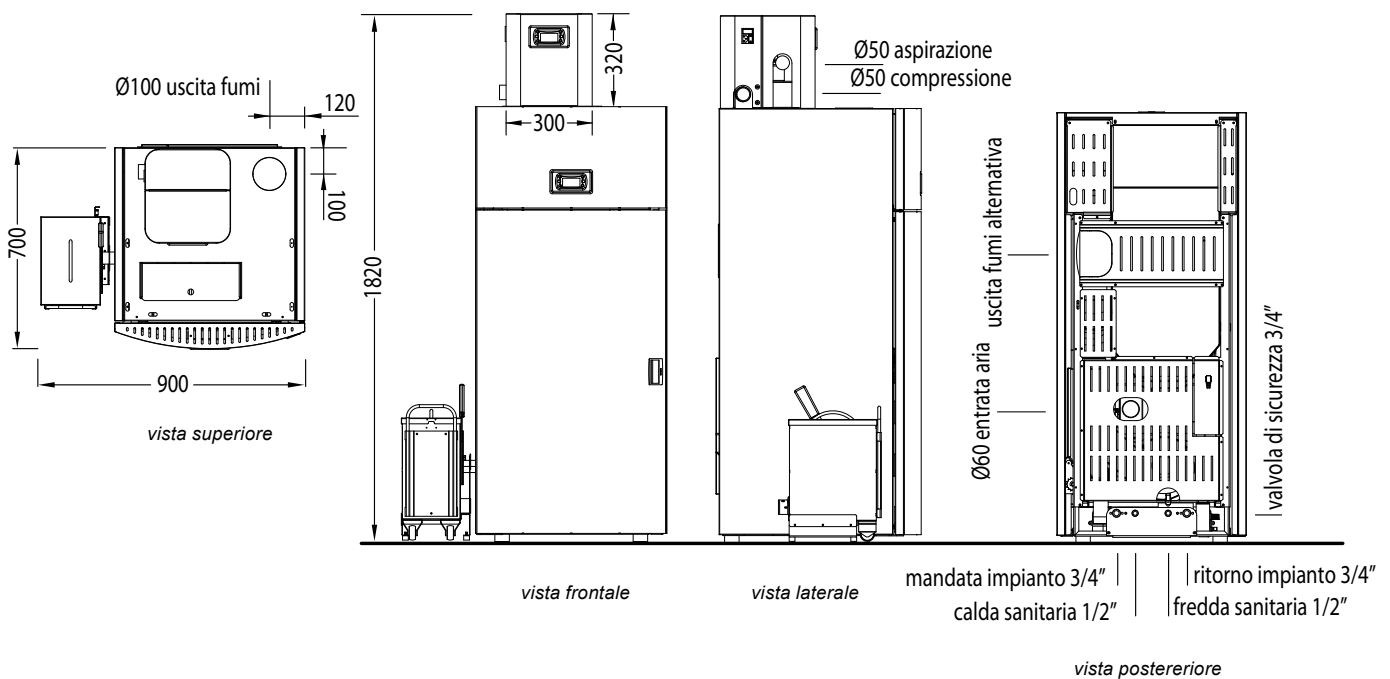 Ø100 uscita fumi
120
100
700
900
vista superiore
1820
320
300
vista frontale
Ø50 aspirazione
Ø50 compressione
vista laterale
uscita fumi alternativa
Ø60 entrata aria
valvola di sicurezza 3/4"
mandata impianto 3/4"
ritorno impianto 3/4"
calda sanitaria 1/2"
fredda sanitaria 1/2"
vista postereriore